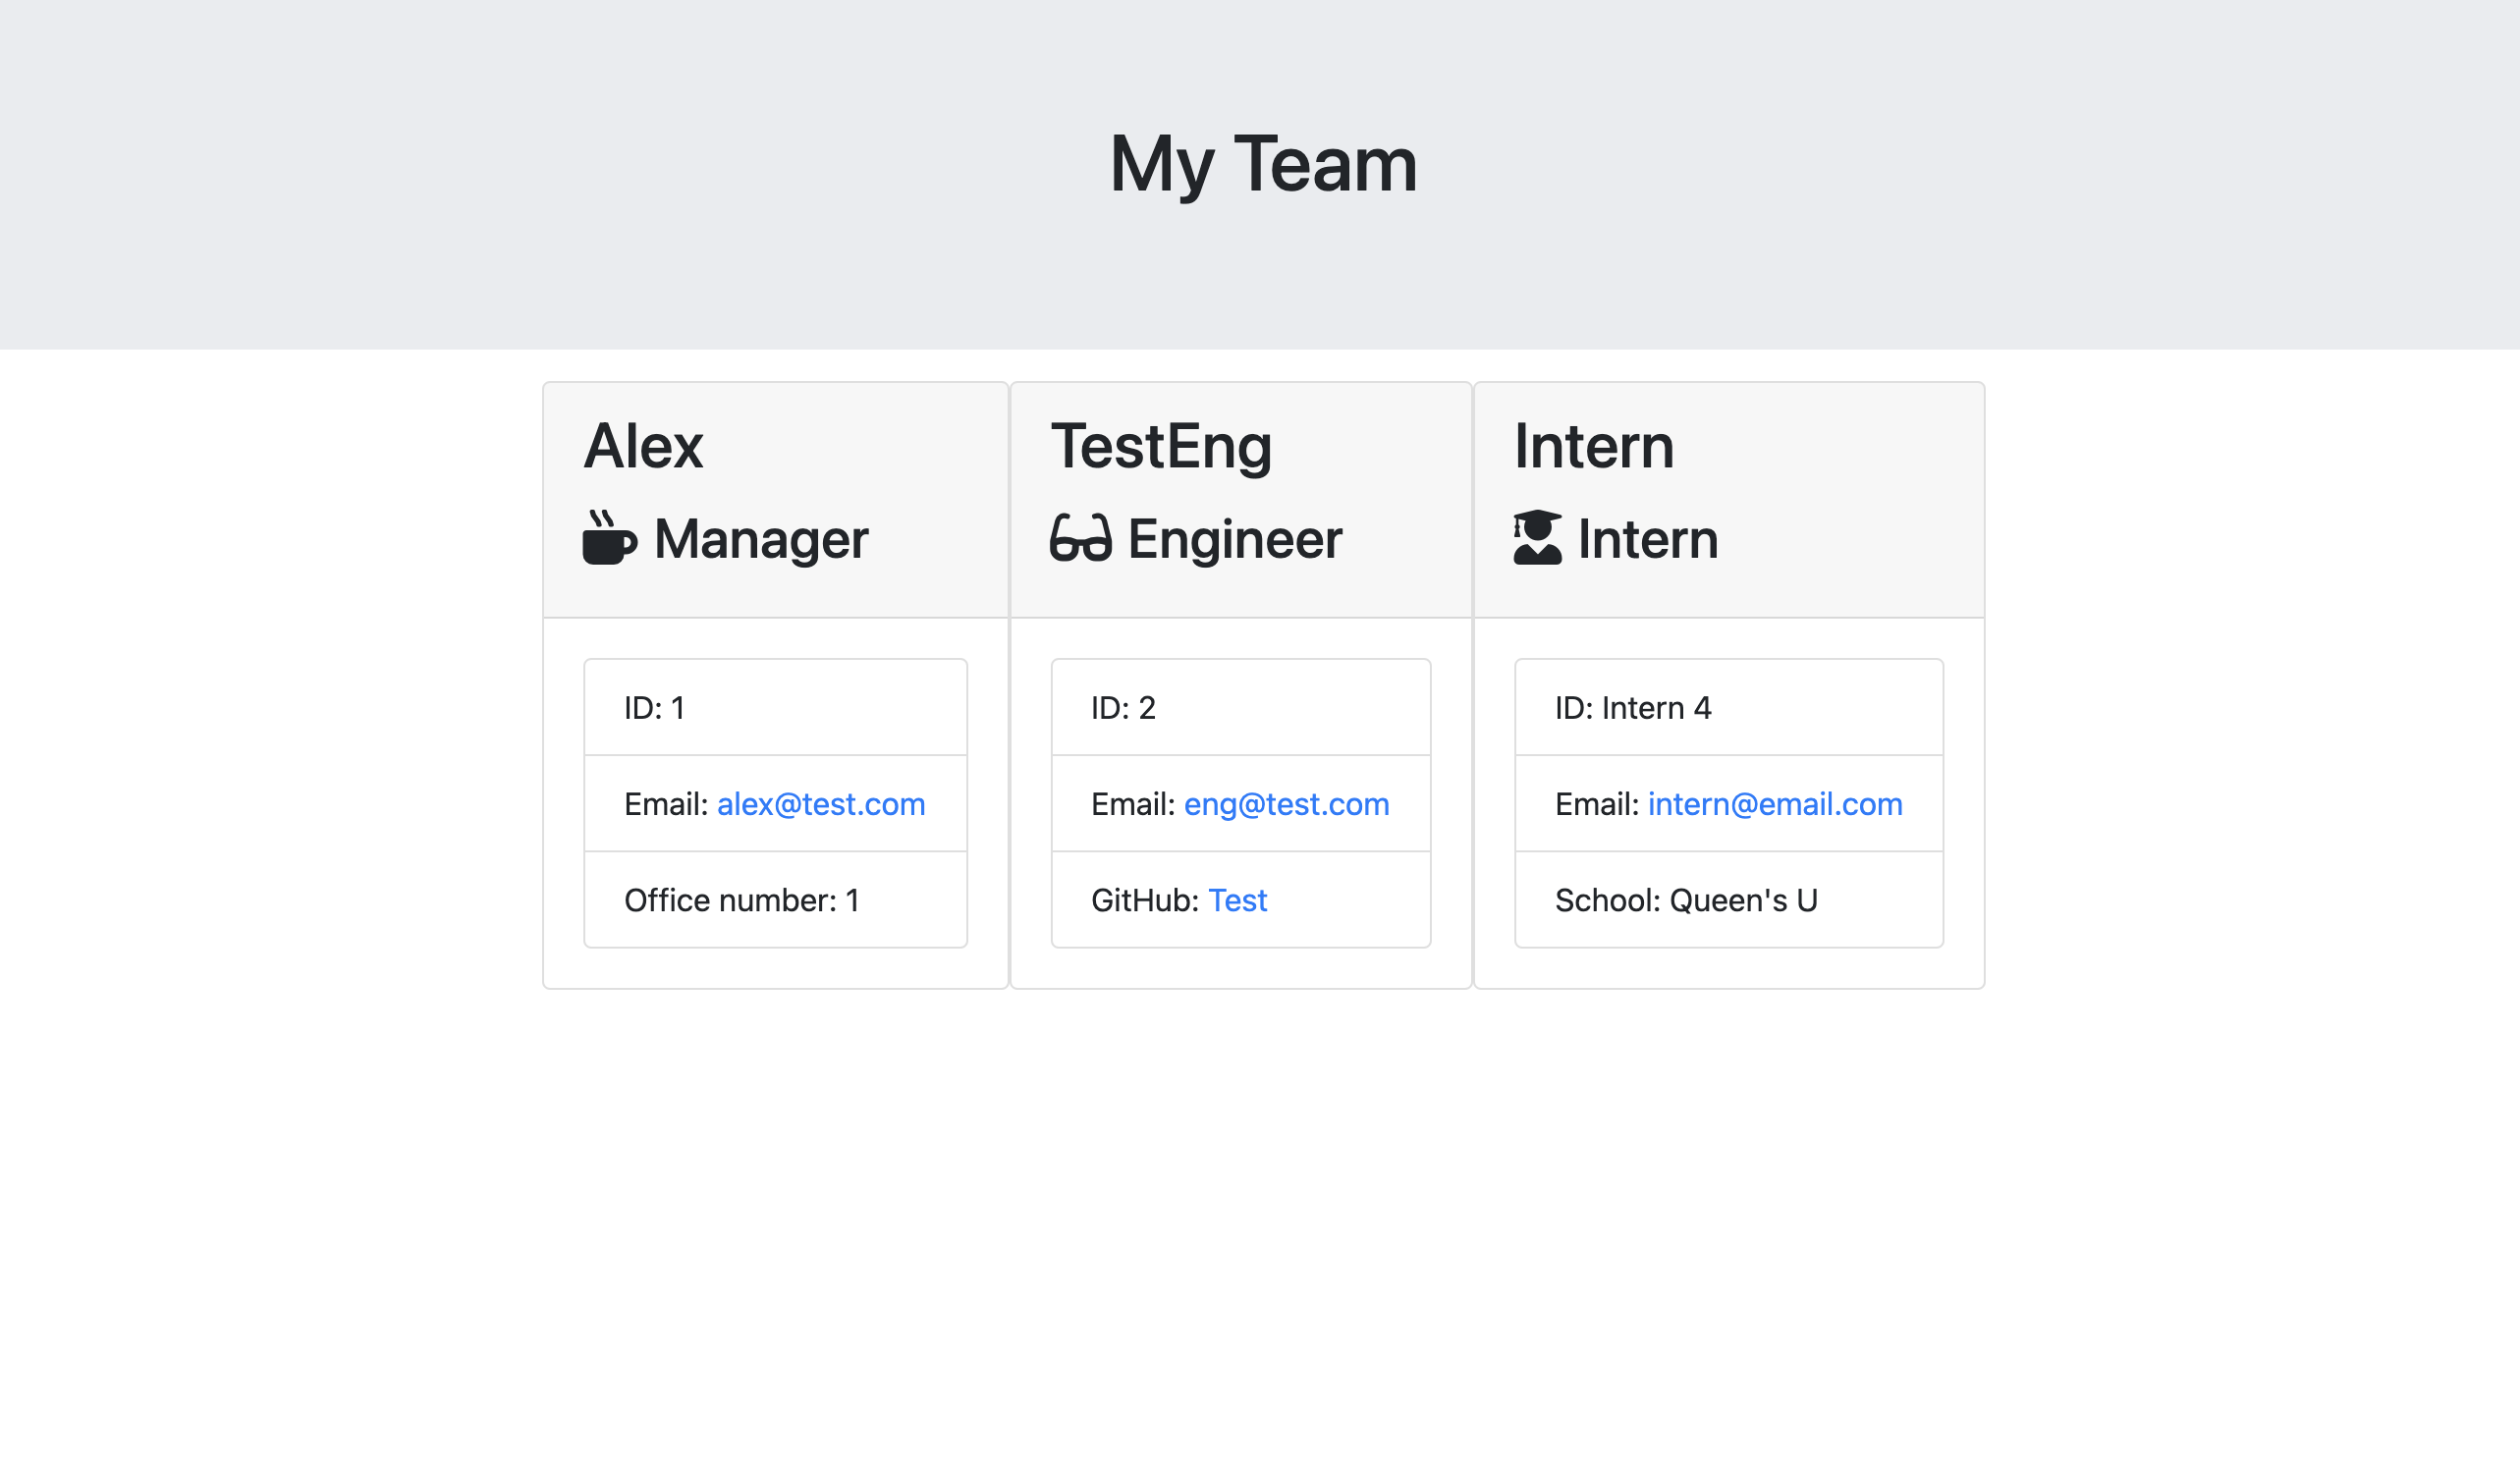 My Team
Alex
Manager
ID: 1
Email: alex@test.com
Office number: 1
TestEng
Engineer
ID: 2
Email: eng@test.com
GitHub: Test
Intern
Intern
ID: Intern 4
Email: intern@email.com
School: Queen's U